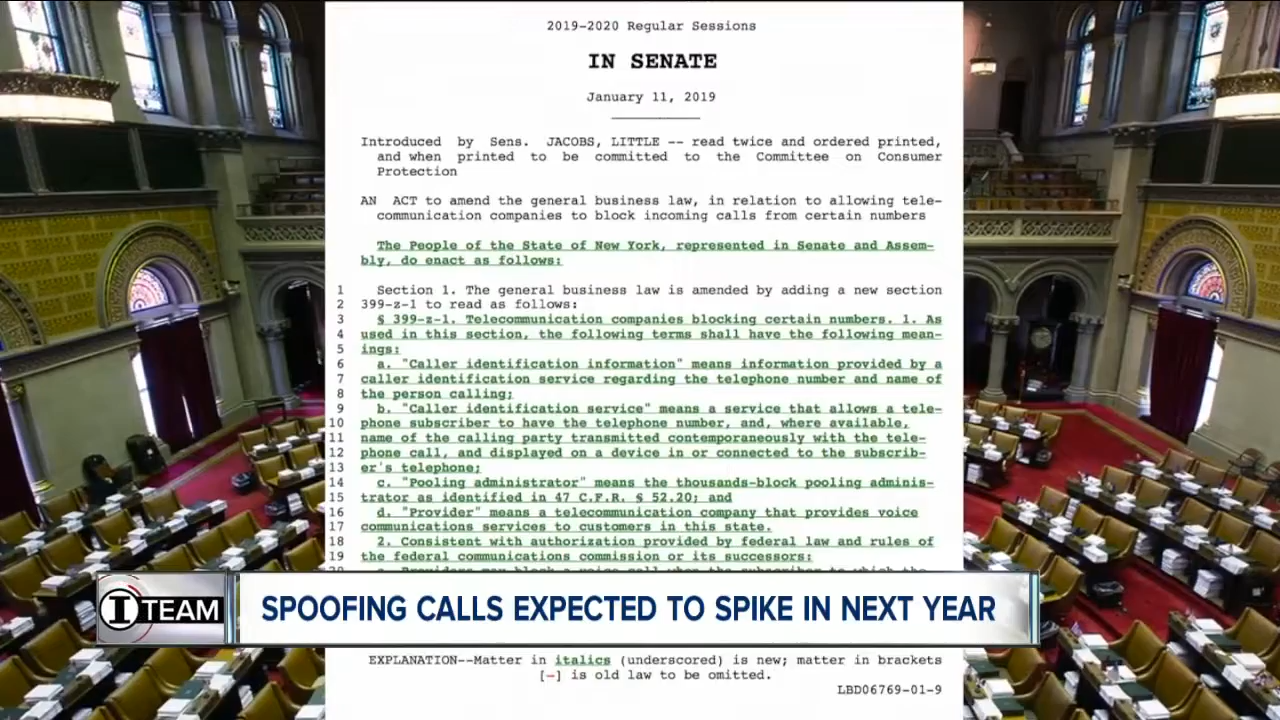 2019-2020 Regular Sessions
IN SENATE
January 11, 2019
Introduced by Sens. JACOBS, LITTLE -- read twice and ordered printed,
and when printed to be committed to the Committee on Consumer
Protection
AN ACT to amend the general business law, in relation to allowing tele-
communication companies to block incoming calls from certain numbers
The People of the State of New York, represented in Senate and Assem-
bly, do enact as follows:
1 Section 1. The general business law is amended by adding a new section
2 399-z-1 to read as follows:
3 § 399-z-1. Telecommunication companies blocking certain numbers. 1. As
4 used in this section, the following terms shall have the following mean-
5 ings:
6 a. "Caller identification information" means information provided by a
7 caller identification service regarding the telephone number and name of
8 the person calling;
9 b. "Caller identification service" means a service that allows a tele-
10 phone subscriber to have the telephone number, and, where available,
11 name of the calling party transmitted contemporaneously with the tele-
12 phone call, and displayed on a device in or connected to the subscrib-
13 er's telephone;
14 c. "Pooling administrator" means the thousands-block pooling adminis-
15 trator as identified in 47 C.F.R. § 52.20; and
16 d. "Provider" means a telecommunication company that provides voice
17 communications services to customers in this state.
18 2. Consistent with authorization provided by federal law and rules of
19 the federal communications commission or its successors:
I TEAM
SPOOFING CALLS EXPECTED TO SPIKE IN NEXT YEAR
EXPLANATION--Matter in italics (underscored) is new; matter in brackets
[-] is old law to be omitted.
LBD06769-01-9